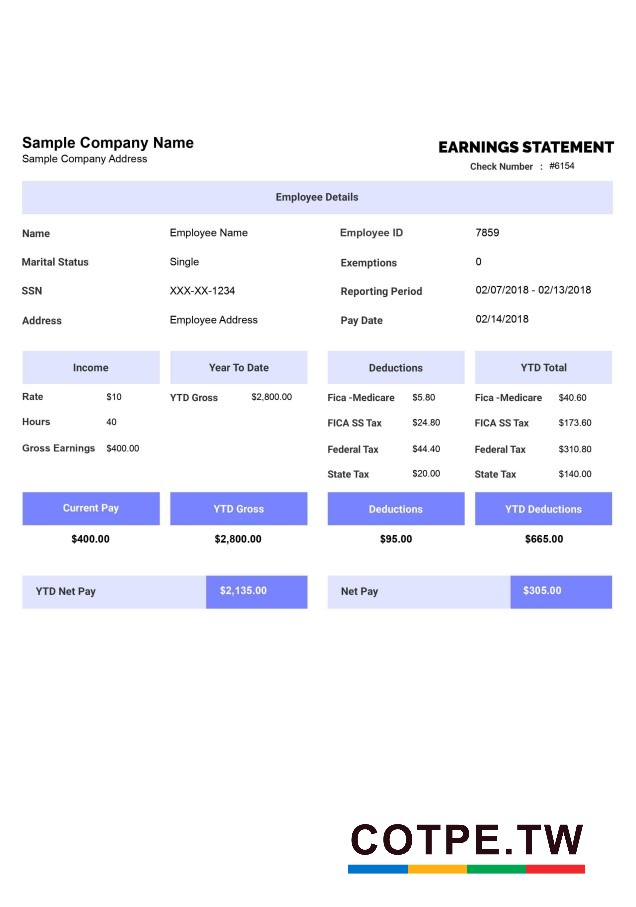 Sample Company Name
Sample Company Address
EARNINGS STATEMENT
Check Number : #6154
Employee Details
Name Employee Name Employee ID 7859
Marital Status Single Exemptions 0
SSN XXX-XX-1234 Reporting Period 02/07/2018 - 02/13/2018
Address Employee Address Pay Date 02/14/2018
Income Year To Date Deductions YTD Total
Rate $10 YTD Gross $2,800.00 Fica -Medicare $5.80 Fica -Medicare $40.60
Hours 40 FICA SS Tax $24.80 FICA SS Tax $173.60
Gross Earnings $400.00 Federal Tax $44.40 Federal Tax $310.80
State Tax $20.00 State Tax $140.00
Current Pay YTD Gross Deductions YTD Deductions
$400.00 $2,800.00 $95.00 $665.00
YTD Net Pay $2,135.00 Net Pay $305.00
COTPE.TW